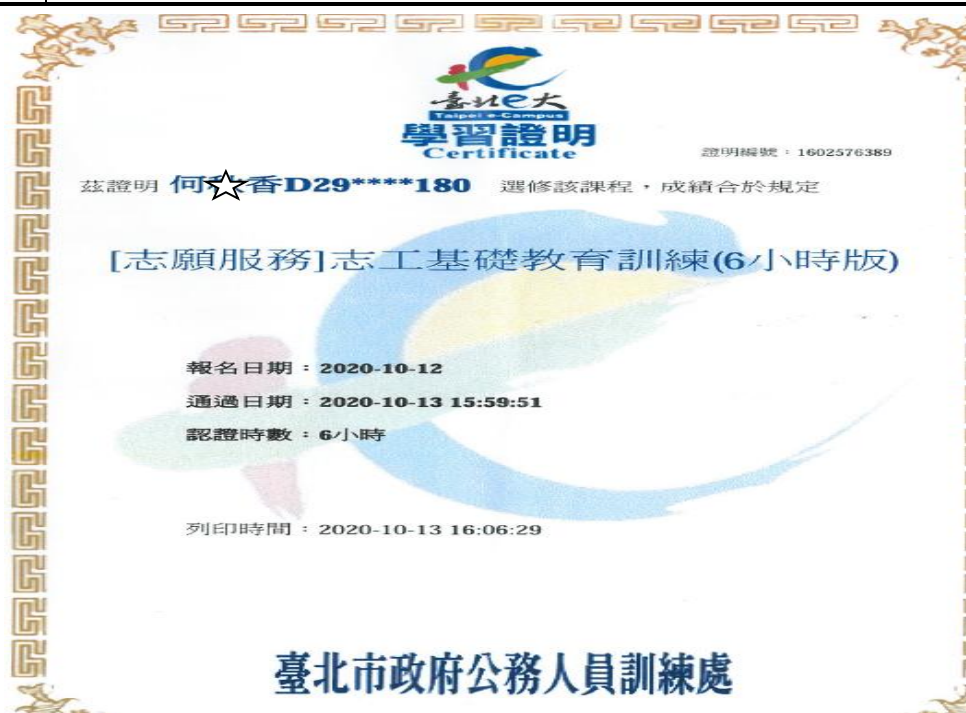 臺北e大
Taipei e-Campus
學習證明
Certificate
證明編號：1602576389
茲證明 何☆香D29****180 選修該課程，成績合於規定
[志願服務]志工基礎教育訓練(6小時版)
報名日期：2020-10-12
通過日期：2020-10-13 15:59:51
認證時數：6小時
列印時間：2020-10-13 16:06:29
臺北市政府公務人員訓練處